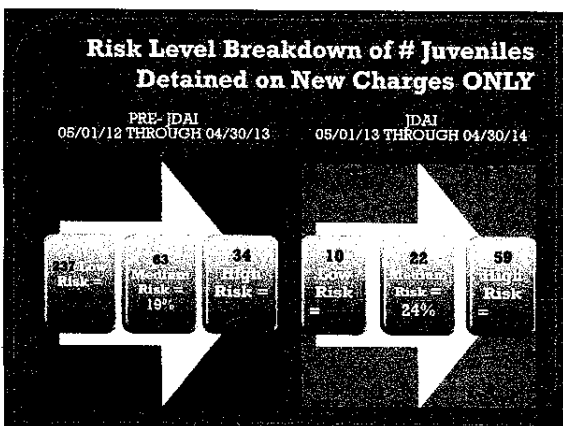 Risk Level Breakdown of # Juveniles
Detained on New Charges ONLY
PRE-JDAI
05/01/12 THROUGH 04/30/13
JDAI
05/01/13 THROUGH 04/30/14
237 Low
Risk =
63
Medium
Risk =
19%
34
High
Risk =
10
Low
Risk
=
22
Medium
Risk =
24%
59
High
Risk
=